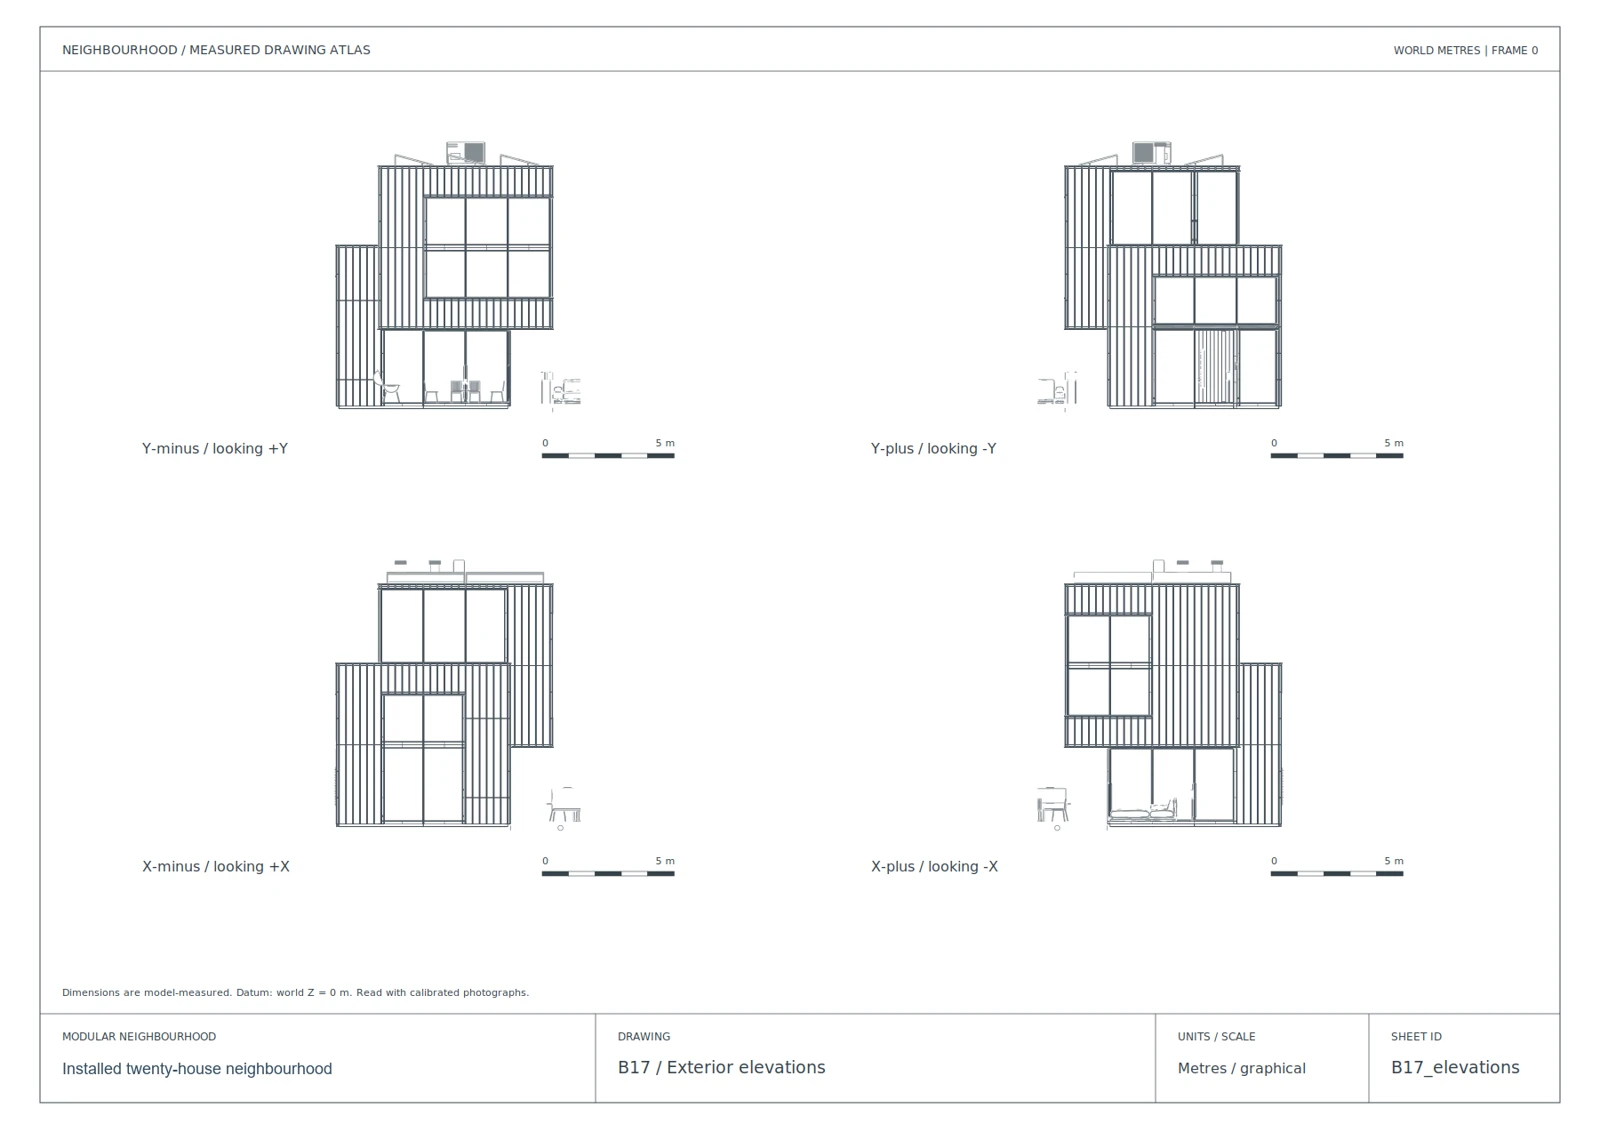 NEIGHBOURHOOD / MEASURED DRAWING ATLAS
WORLD METRES | FRAME 0
Y-minus / looking +Y
0 5 m
Y-plus / looking -Y
0 5 m
X-minus / looking +X
0 5 m
X-plus / looking -X
0 5 m
Dimensions are model-measured. Datum: world Z = 0 m. Read with calibrated photographs.
MODULAR NEIGHBOURHOOD
Installed twenty-house neighbourhood
DRAWING
B17 / Exterior elevations
UNITS / SCALE
Metres / graphical
SHEET ID
B17_elevations